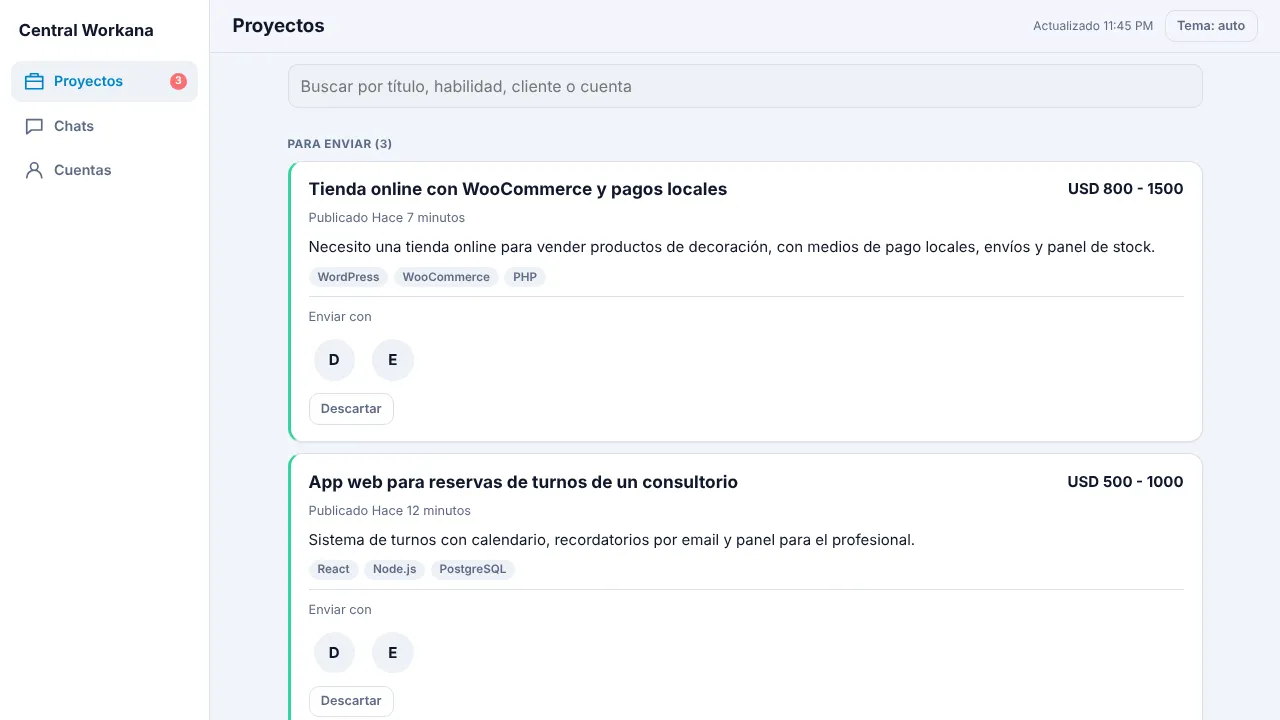 Central Workana
Proyectos
3
Chats
Cuentas
Proyectos
Actualizado 11:45 PM
Tema: auto
Buscar por título, habilidad, cliente o cuenta
PARA ENVIAR (3)
Tienda online con WooCommerce y pagos locales
USD 800 - 1500
Publicado Hace 7 minutos
Necesito una tienda online para vender productos de decoración, con medios de pago locales, envíos y panel de stock.
WordPress WooCommerce PHP
Enviar con
D E
Descartar
App web para reservas de turnos de un consultorio
USD 500 - 1000
Publicado Hace 12 minutos
Sistema de turnos con calendario, recordatorios por email y panel para el profesional.
React Node.js PostgreSQL
Enviar con
D E
Descartar